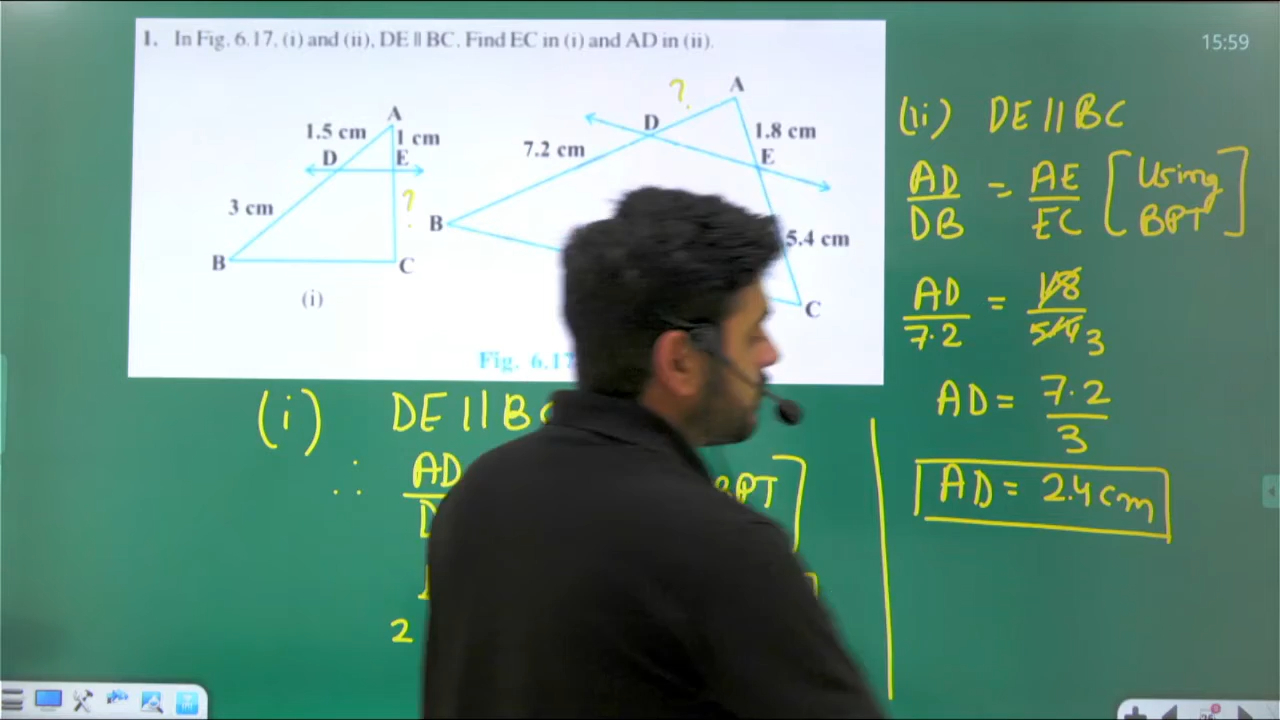 1. In Fig. 6.17, (i) and (ii), DE || BC. Find EC in (i) and AD in (ii).
15:59
A
1.5 cm
1 cm
D
E
3 cm
?
B
C
(i)
?
A
D
1.8 cm
7.2 cm
E
B
5.4 cm
C
Fig. 6.17
(i) DE || BC
∴ AD
BPT]
2
(ii) DE || BC
AD/DB = AE/EC [Using BPT]
AD/7.2 = 1.8/5.4 3
AD = 7.2/3
AD = 2.4 cm